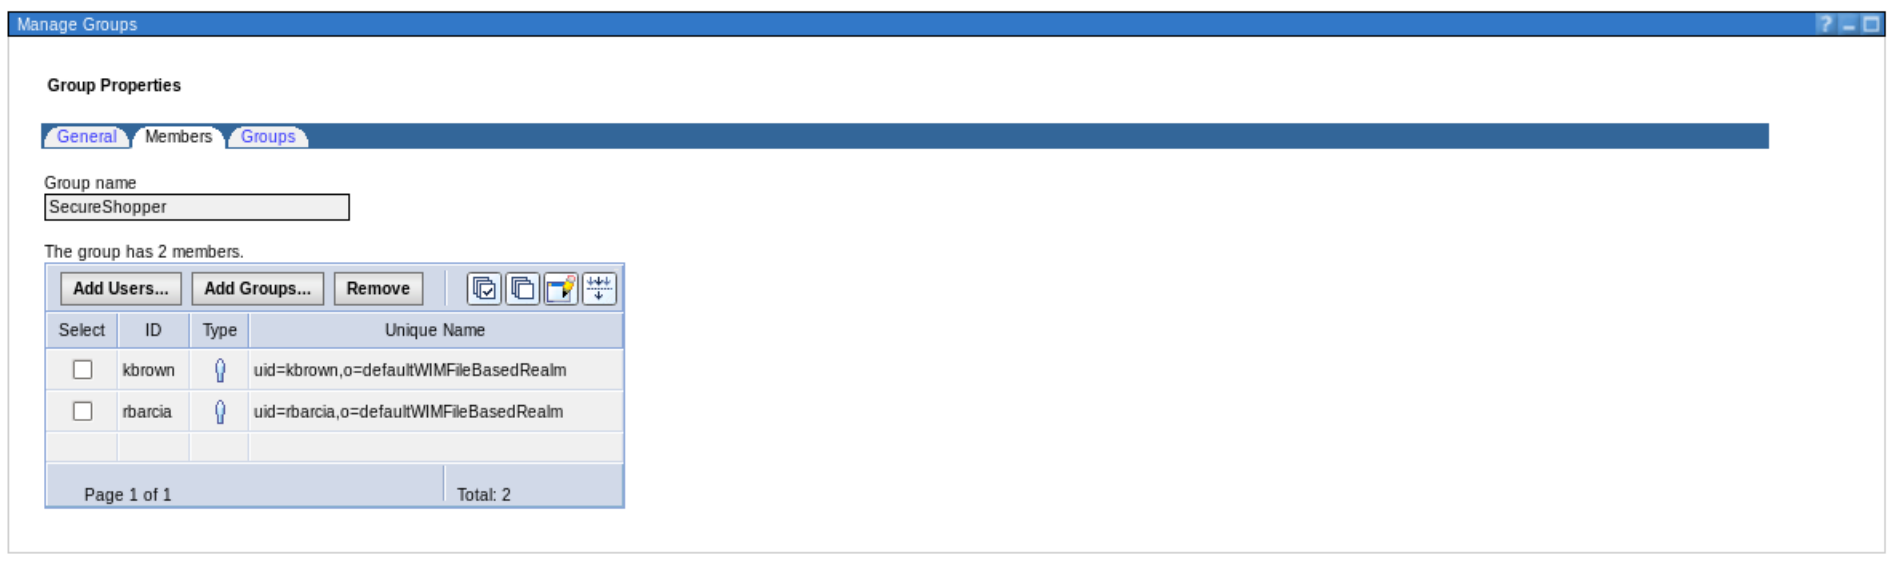 Manage Groups ?
Group Properties
General Members Groups
Group name
SecureShopper
The group has 2 members.
Add Users... Add Groups... Remove
Select ID Type Unique Name
kbrown uid=kbrown,o=defaultWIMFileBasedRealm
rbarcia uid=rbarcia,o=defaultWIMFileBasedRealm
Page 1 of 1 Total: 2